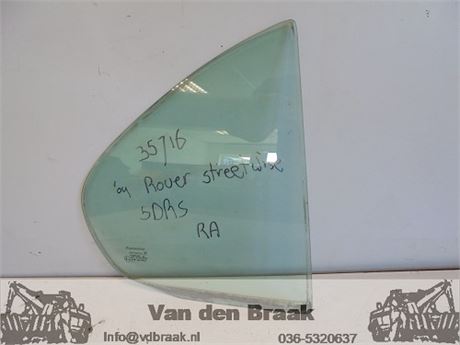 35716
'04 Rover streetwise
5DRS
RA
Van den Braak
Info@vdbraak.nl
036-5320637